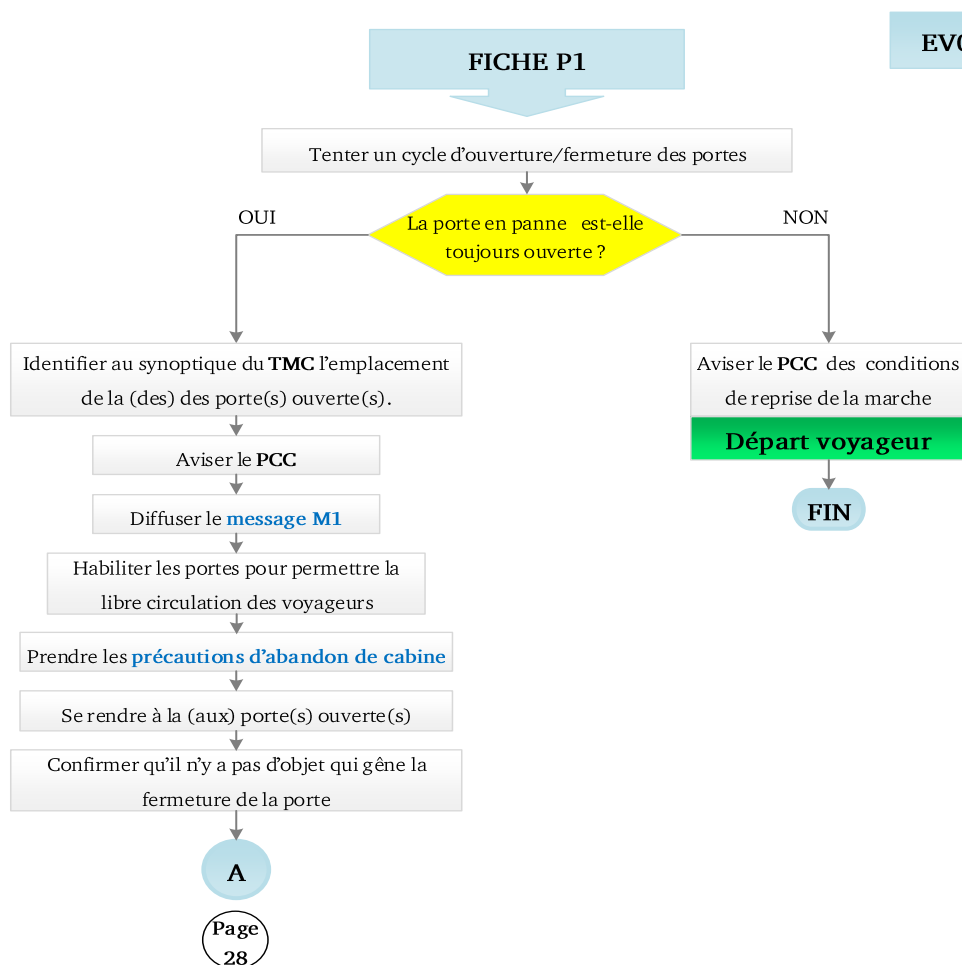 FICHE P1
EV0
Tenter un cycle d'ouverture/fermeture des portes
La porte en panne est-elle
toujours ouverte ?
OUI
NON
Identifier au synoptique du TMC l'emplacement
de la (des) des porte(s) ouverte(s).
Aviser le PCC
Diffuser le message M1
Habiliter les portes pour permettre la
libre circulation des voyageurs
Prendre les précautions d'abandon de cabine
Se rendre à la (aux) porte(s) ouverte(s)
Confirmer qu'il n'y a pas d'objet qui gêne la
fermeture de la porte
A
Page
28
Aviser le PCC des conditions
de reprise de la marche
Départ voyageur
FIN